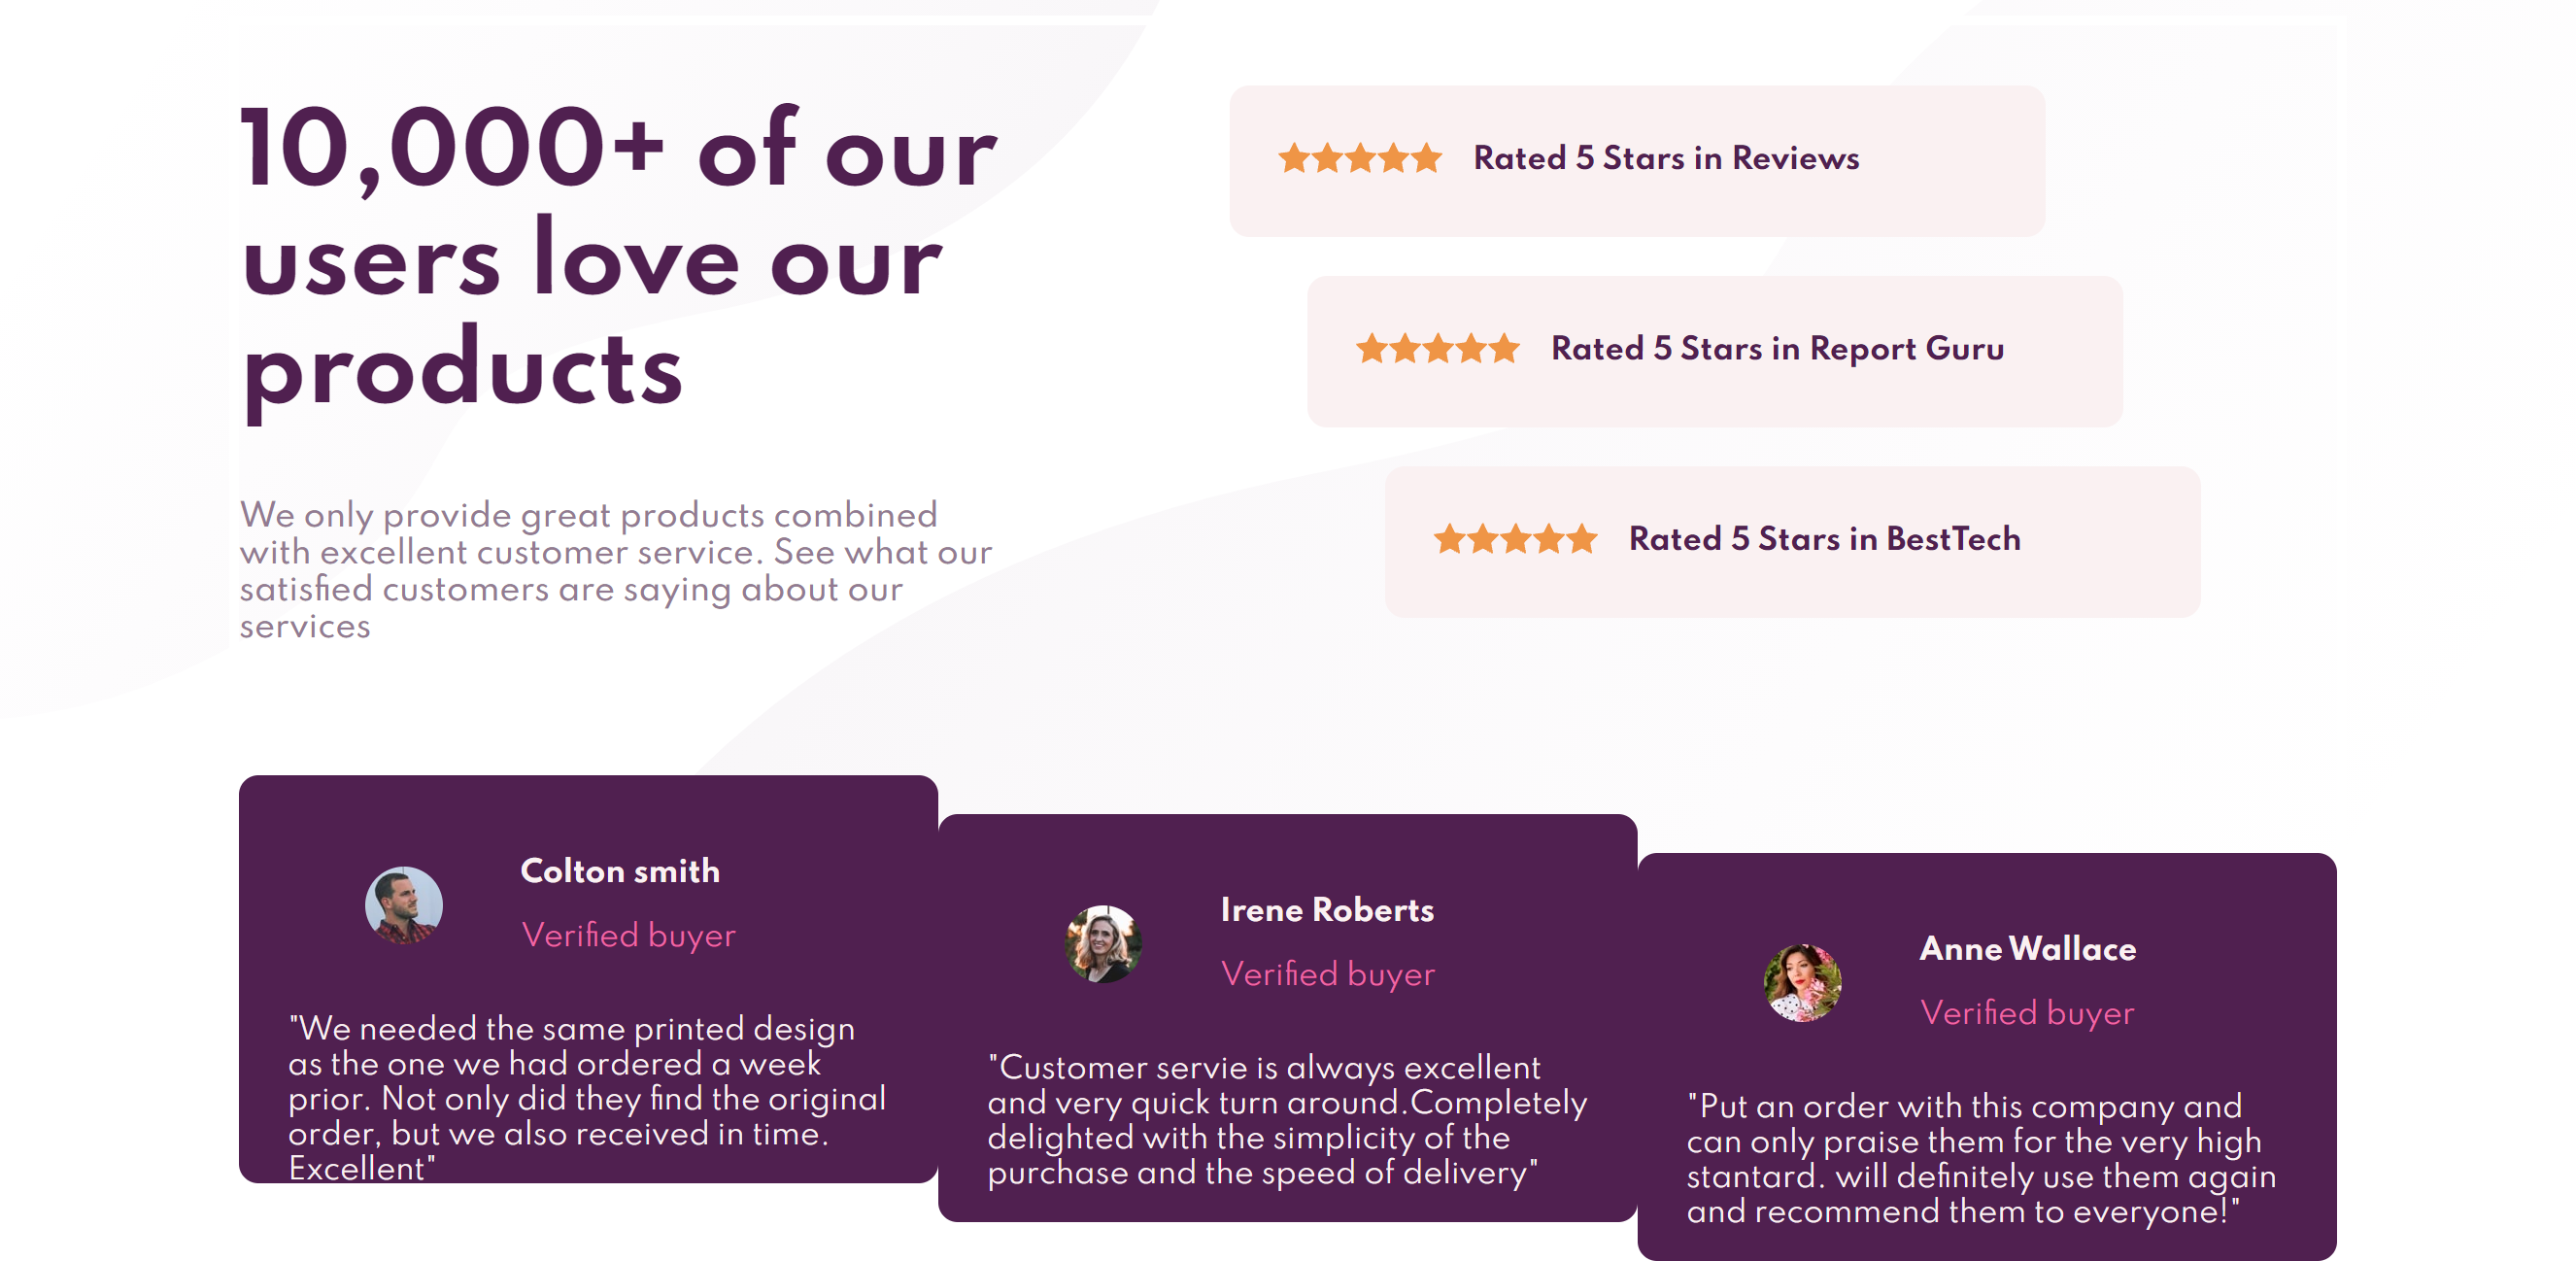 10,000+ of our
users love our
products
We only provide great products combined
with excellent customer service. See what our
satisfied customers are saying about our
services
Rated 5 Stars in Reviews
Rated 5 Stars in Report Guru
Rated 5 Stars in BestTech
Colton smith
Verified buyer
"We needed the same printed design
as the one we had ordered a week
prior. Not only did they find the original
order, but we also received in time.
Excellent"
Irene Roberts
Verified buyer
"Customer servie is always excellent
and very quick turn around.Completely
delighted with the simplicity of the
purchase and the speed of delivery"
Anne Wallace
Verified buyer
"Put an order with this company and
can only praise them for the very high
stantard. will definitely use them again
and recommend them to everyone!"